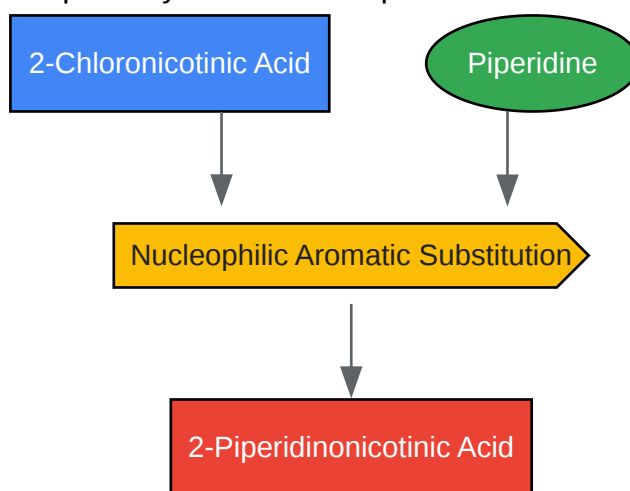 2-Chloronicotinic Acid
Piperidine
Nucleophilic Aromatic Substitution
2-Piperidinonicotinic Acid